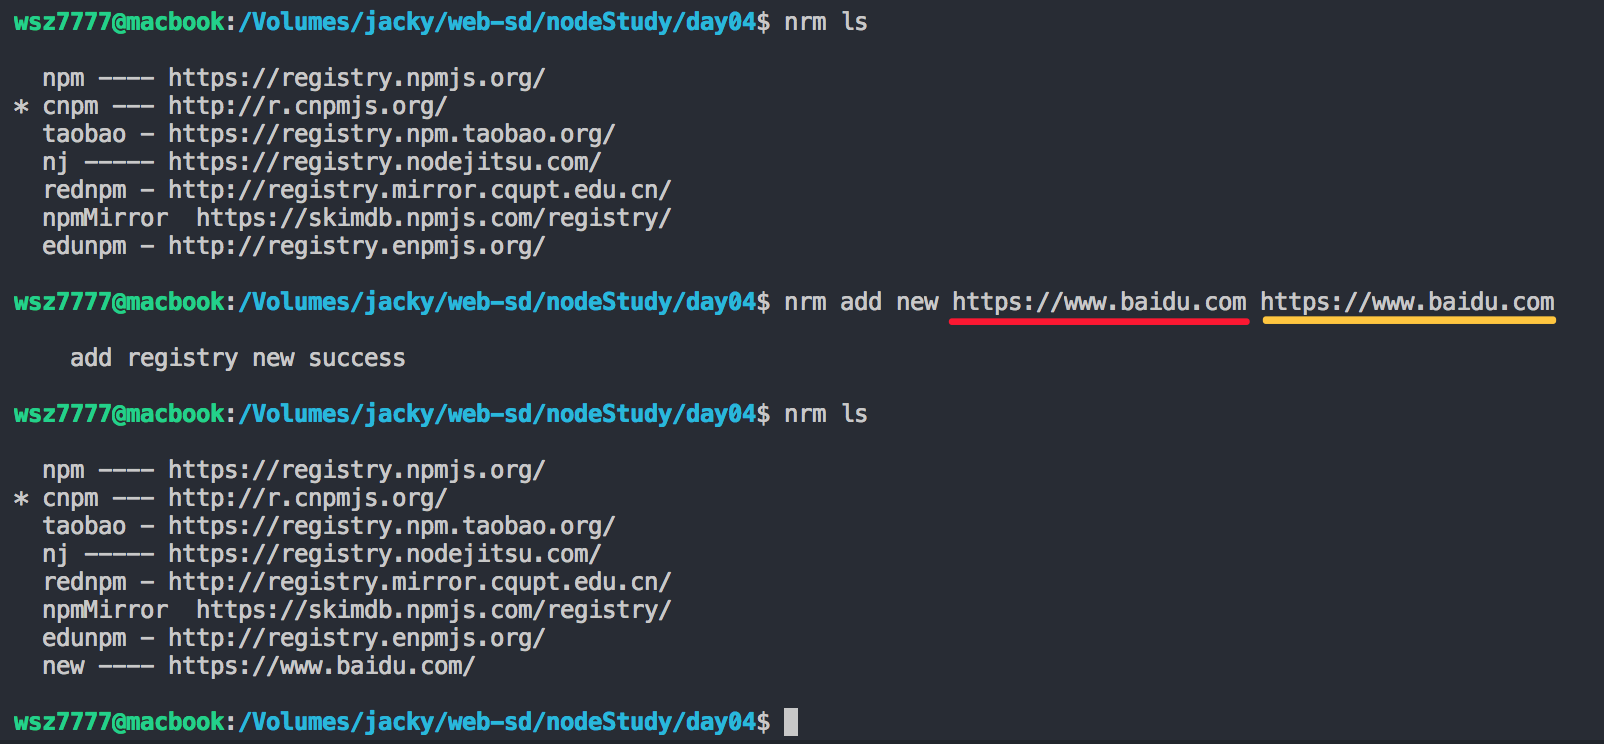 wsz7777@macbook:/Volumes/jacky/web-sd/nodeStudy/day04$ nrm ls
npm ---- https://registry.npmjs.org/
* cnpm --- http://r.cnpmjs.org/
taobao - https://registry.npm.taobao.org/
nj ----- https://registry.nodejitsu.com/
rednpm - http://registry.mirror.cqupt.edu.cn/
npmMirror  https://skimdb.npmjs.com/registry/
edunpm - http://registry.enpmjs.org/
wsz7777@macbook:/Volumes/jacky/web-sd/nodeStudy/day04$ nrm add new https://www.baidu.com https://www.baidu.com
add registry new success
wsz7777@macbook:/Volumes/jacky/web-sd/nodeStudy/day04$ nrm ls
npm ---- https://registry.npmjs.org/
* cnpm --- http://r.cnpmjs.org/
taobao - https://registry.npm.taobao.org/
nj ----- https://registry.nodejitsu.com/
rednpm - http://registry.mirror.cqupt.edu.cn/
npmMirror  https://skimdb.npmjs.com/registry/
edunpm - http://registry.enpmjs.org/
new ---- https://www.baidu.com/
wsz7777@macbook:/Volumes/jacky/web-sd/nodeStudy/day04$